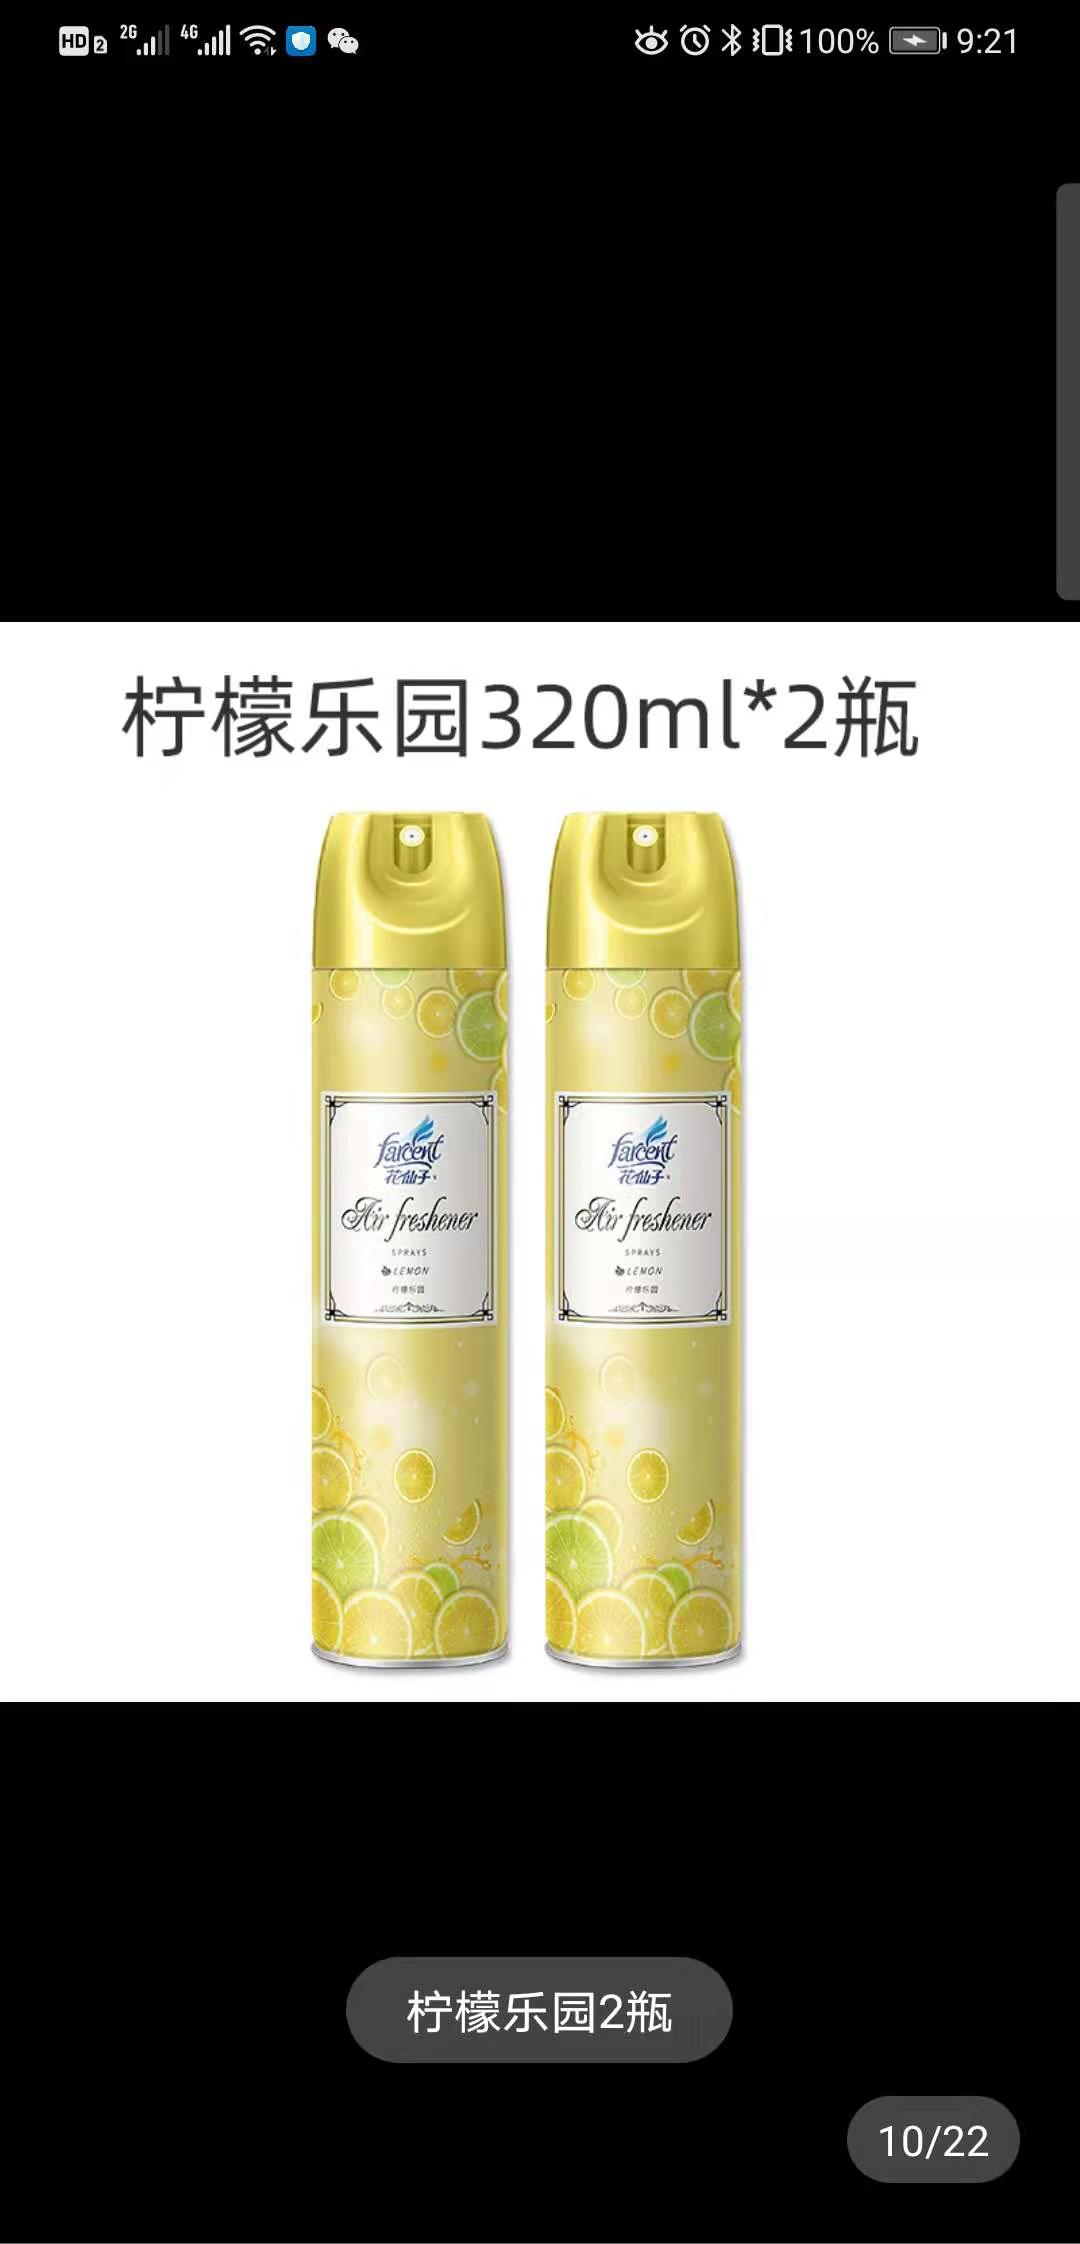 HD 2 2G 4G 100% 9:21
柠檬乐园320ml*2瓶
farcent farcent
花仙子 花仙子
Air freshener Air freshener
SPRAYS SPRAYS
LEMON LEMON
柠檬乐园 柠檬乐园
柠檬乐园2瓶
10/22